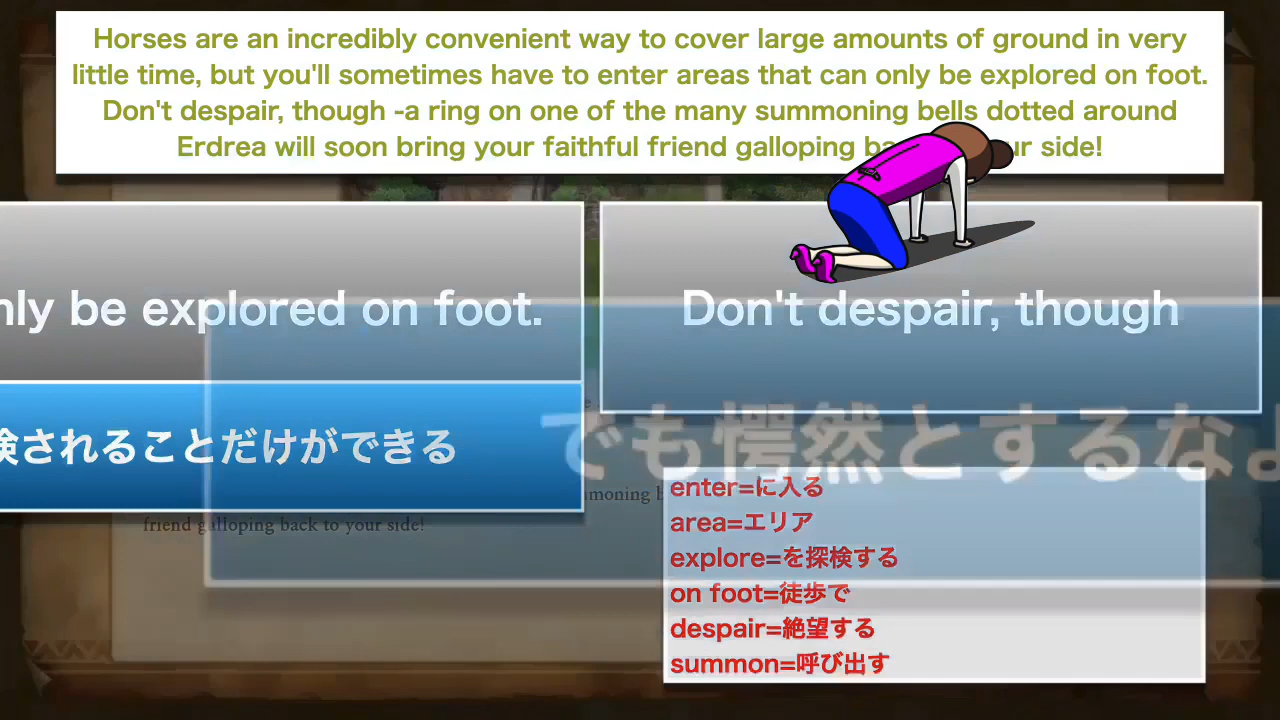 Horses are an incredibly convenient way to cover large amounts of ground in very
little time, but you'll sometimes have to enter areas that can only be explored on foot.
Don't despair, though -a ring on one of the many summoning bells dotted around
Erdrea will soon bring your faithful friend galloping ur side!
only be explored on foot.
Don't despair, though
されることだけができる
でも愕然とするな
enter=に入る
area=エリア
explore=を探検する
on foot=徒歩で
despair=絶望する
summon=呼び出す
friend galloping back to your side!